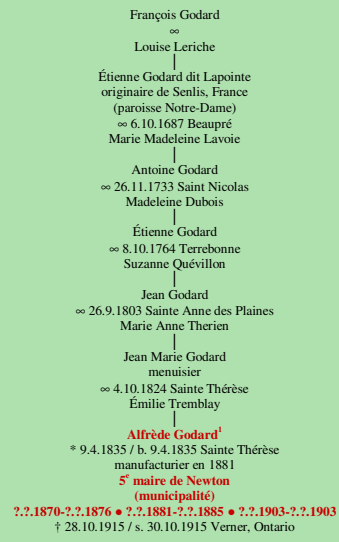 François Godard
∞
Louise Leriche
Étienne Godard dit Lapointe
originaire de Senlis, France
(paroisse Notre-Dame)
∞ 6.10.1687 Beaupré
Marie Madeleine Lavoie
Antoine Godard
∞ 26.11.1733 Saint Nicolas
Madeleine Dubois
Étienne Godard
∞ 8.10.1764 Terrebonne
Suzanne Quévillon
Jean Godard
∞ 26.9.1803 Sainte Anne des Plaines
Marie Anne Therien
Jean Marie Godard
menuisier
∞ 4.10.1824 Sainte Thérèse
Émilie Tremblay
Alfrède Godard¹
* 9.4.1835 / b. 9.4.1835 Sainte Thérèse
manufacturier en 1881
5ᵉ maire de Newton
(municipalité)
?.?.1870-?.?.1876 ● ?.?.1881-?.?.1885 ● ?.?.1903-?.?.1903
† 28.10.1915 / s. 30.10.1915 Verner, Ontario